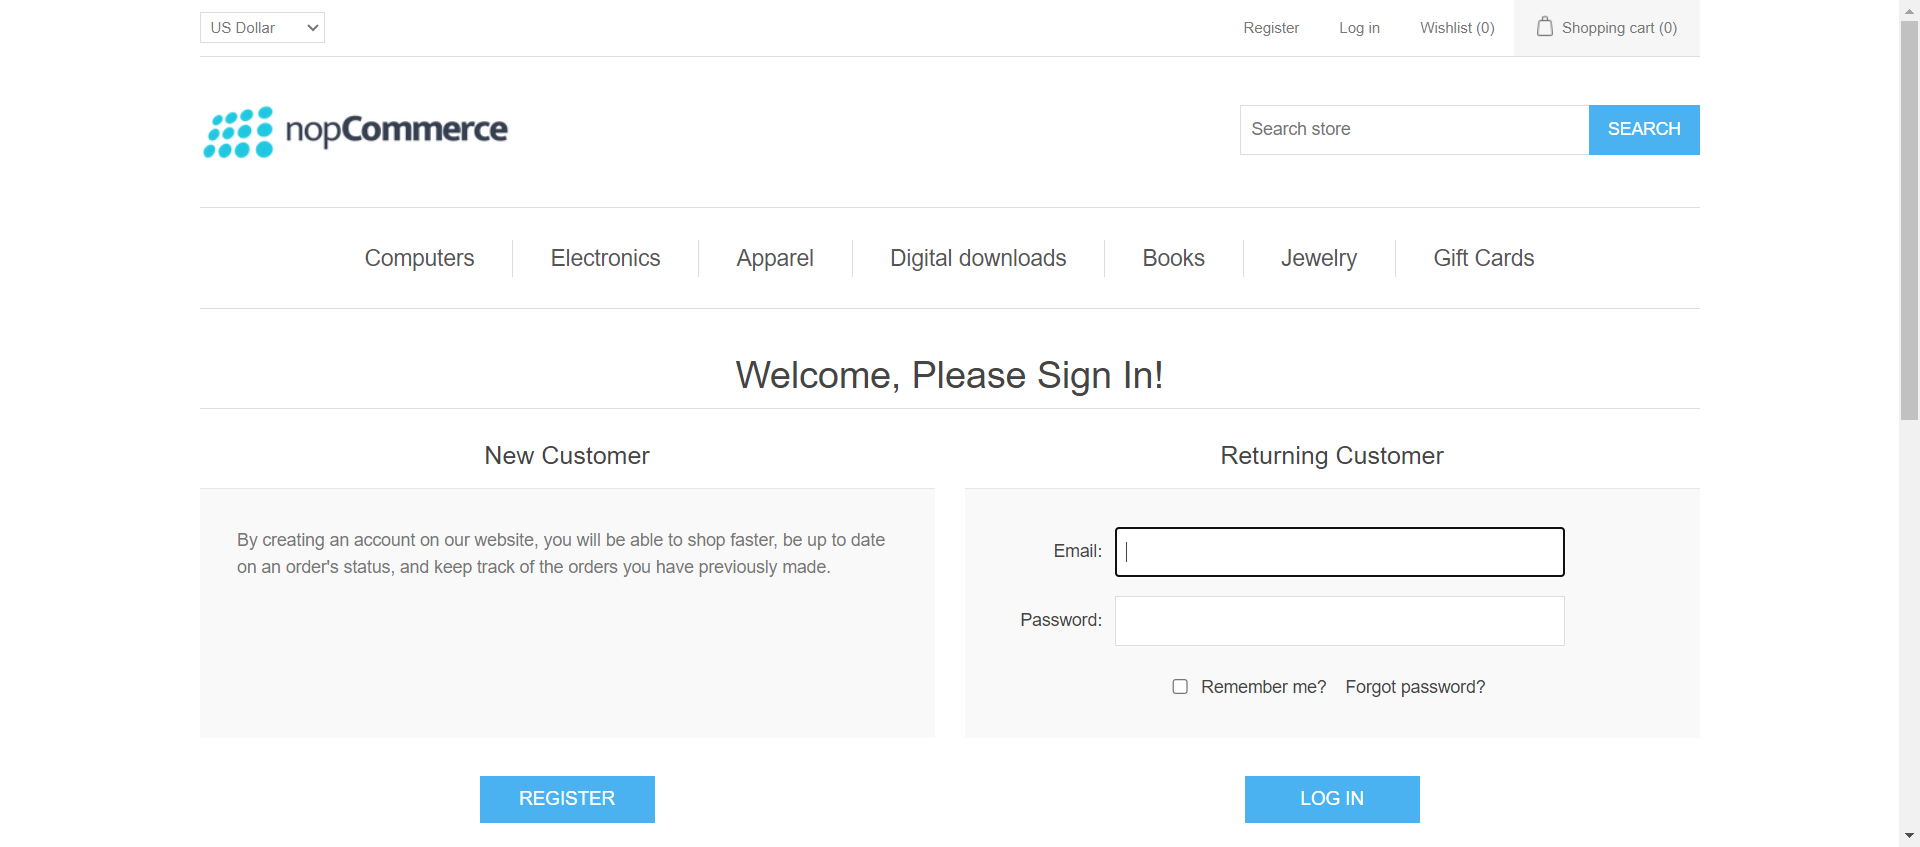 US Dollar
Register
Log in
Wishlist (0)
Shopping cart (0)
nopCommerce
Search store
SEARCH
Computers
Electronics
Apparel
Digital downloads
Books
Jewelry
Gift Cards
Welcome, Please Sign In!
New Customer
By creating an account on our website, you will be able to shop faster, be up to date
on an order's status, and keep track of the orders you have previously made.
REGISTER
Returning Customer
Email:
Password:
Remember me?
Forgot password?
LOG IN